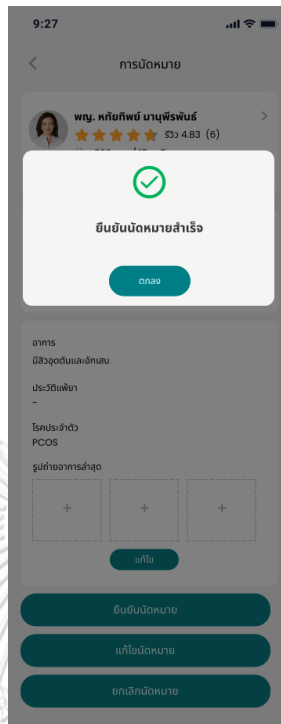 9:27
การนัดหมาย
พญ. หทัยทิพย์ มานุพีรพันธ์
รีวิว 4.83 (6)
ยืนยันนัดหมายสำเร็จ
ตกลง
อาการ
มีสิวอุดตันและอักเสบ
ประวัติแพ้ยา
-
โรคประจำตัว
PCOS
รูปถ่ายอาการล่าสุด
+ + +
แก้ไข
ยืนยันนัดหมาย
แก้ไขนัดหมาย
ยกเลิกนัดหมาย